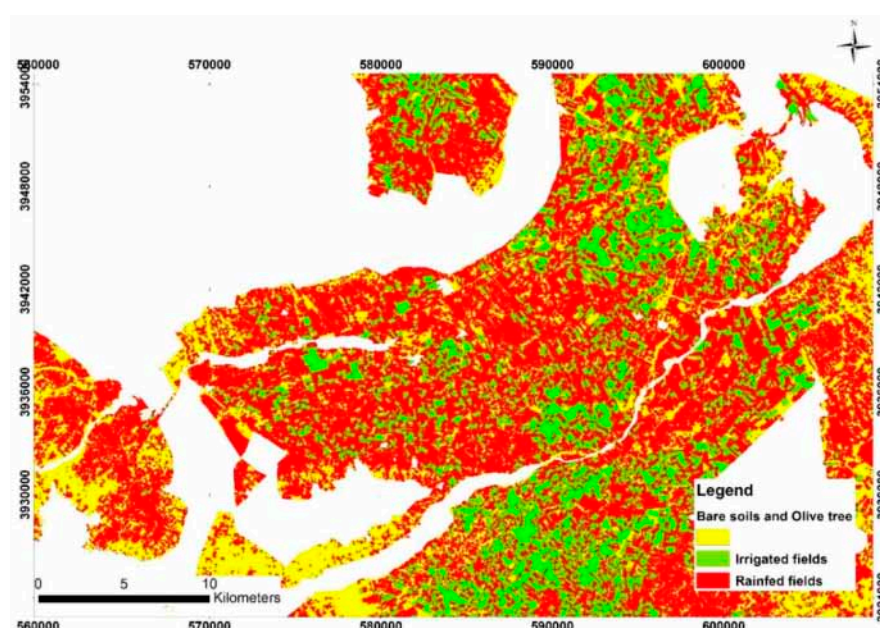 N
560000 570000 580000 590000 600000
3954000 3948000 3942000 3936000 3930000
Legend
Bare soils and Olive tree
Irrigated fields
Rainfed fields
0 5 10
Kilometers
560000 570000 580000 590000 600000